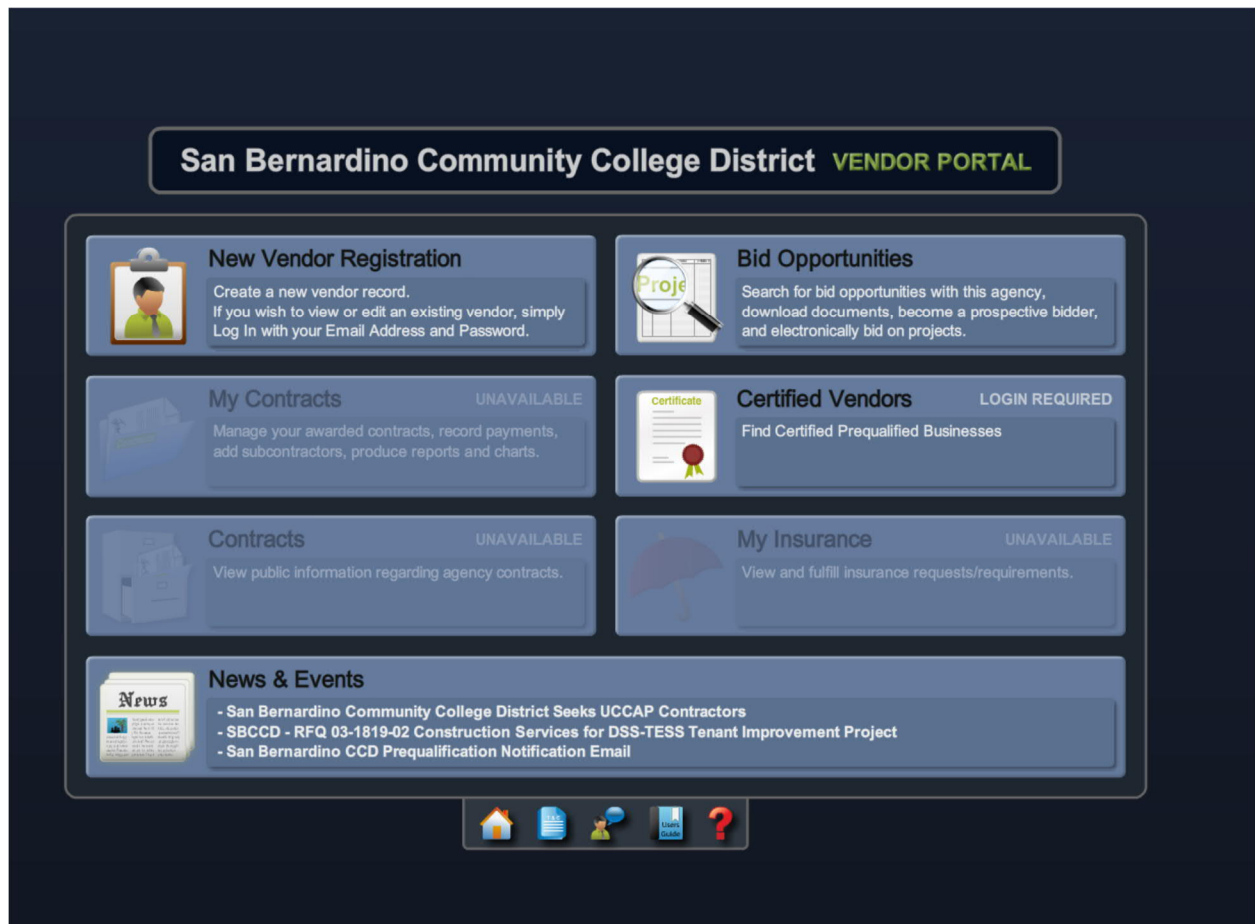 San Bernardino Community College District VENDOR PORTAL
New Vendor Registration
Create a new vendor record.
If you wish to view or edit an existing vendor, simply
Log In with your Email Address and Password.
Bid Opportunities
Proje
Search for bid opportunities with this agency,
download documents, become a prospective bidder,
and electronically bid on projects.
My Contracts UNAVAILABLE
Manage your awarded contracts, record payments,
add subcontractors, produce reports and charts.
Certificate
Certified Vendors LOGIN REQUIRED
Find Certified Prequalified Businesses
Contracts UNAVAILABLE
View public information regarding agency contracts.
My Insurance UNAVAILABLE
View and fulfill insurance requests/requirements.
News
News & Events
- San Bernardino Community College District Seeks UCCAP Contractors
- SBCCD - RFQ 03-1819-02 Construction Services for DSS-TESS Tenant Improvement Project
- San Bernardino CCD Prequalification Notification Email
Users
Guide
?